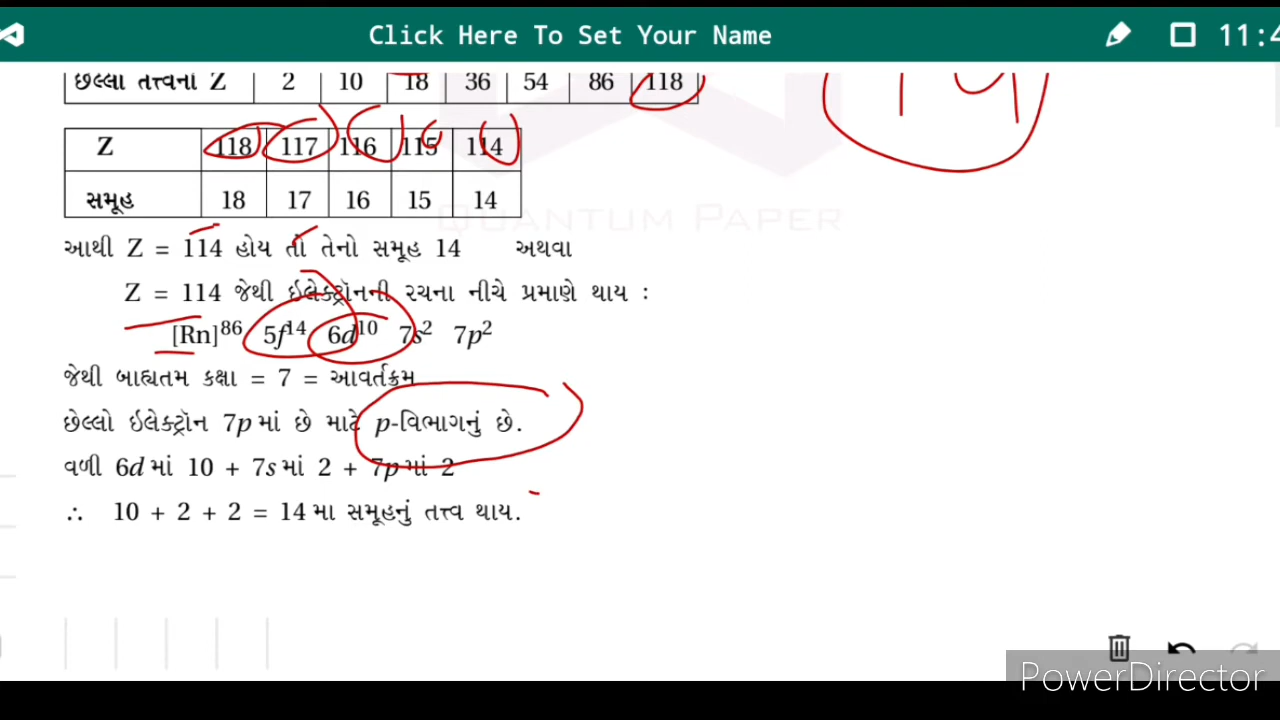 Click Here To Set Your Name
છેલ્લા તત્ત્વના Z 2 10 18 36 54 86 118
Z 118 117 116 115 114
સમૂહ 18 17 16 15 14
QUANTUM PAPER
આથી Z = 114 હોય તો તેનો સમૂહ 14 અથવા
Z = 114 જેથી ઇલેક્ટ્રૉનની રચના નીચે પ્રમાણે થાય :
[Rn]⁸⁶ 5f¹⁴ 6d¹⁰ 7s² 7p²
જેથી બાહ્યતમ કક્ષા = 7 = આવર્તક્રમ
છેલ્લો ઇલેક્ટ્રૉન 7p માં છે માટે p-વિભાગનું છે.
વળી 6d માં 10 + 7s માં 2 + 7p માં 2
∴ 10 + 2 + 2 = 14 મા સમૂહનું તત્ત્વ થાય.
PowerDirector